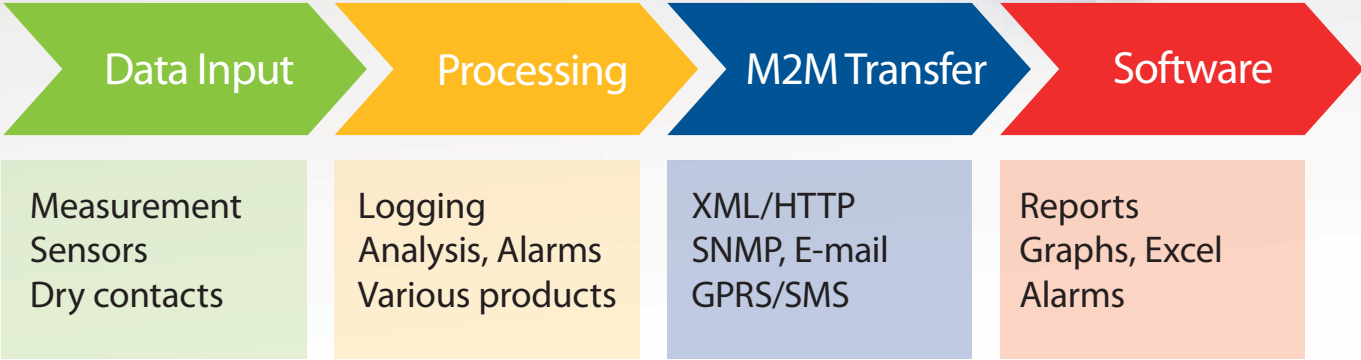 Data Input
Processing
M2M Transfer
Software
Measurement
Sensors
Dry contacts
Logging
Analysis, Alarms
Various products
XML/HTTP
SNMP, E-mail
GPRS/SMS
Reports
Graphs, Excel
Alarms